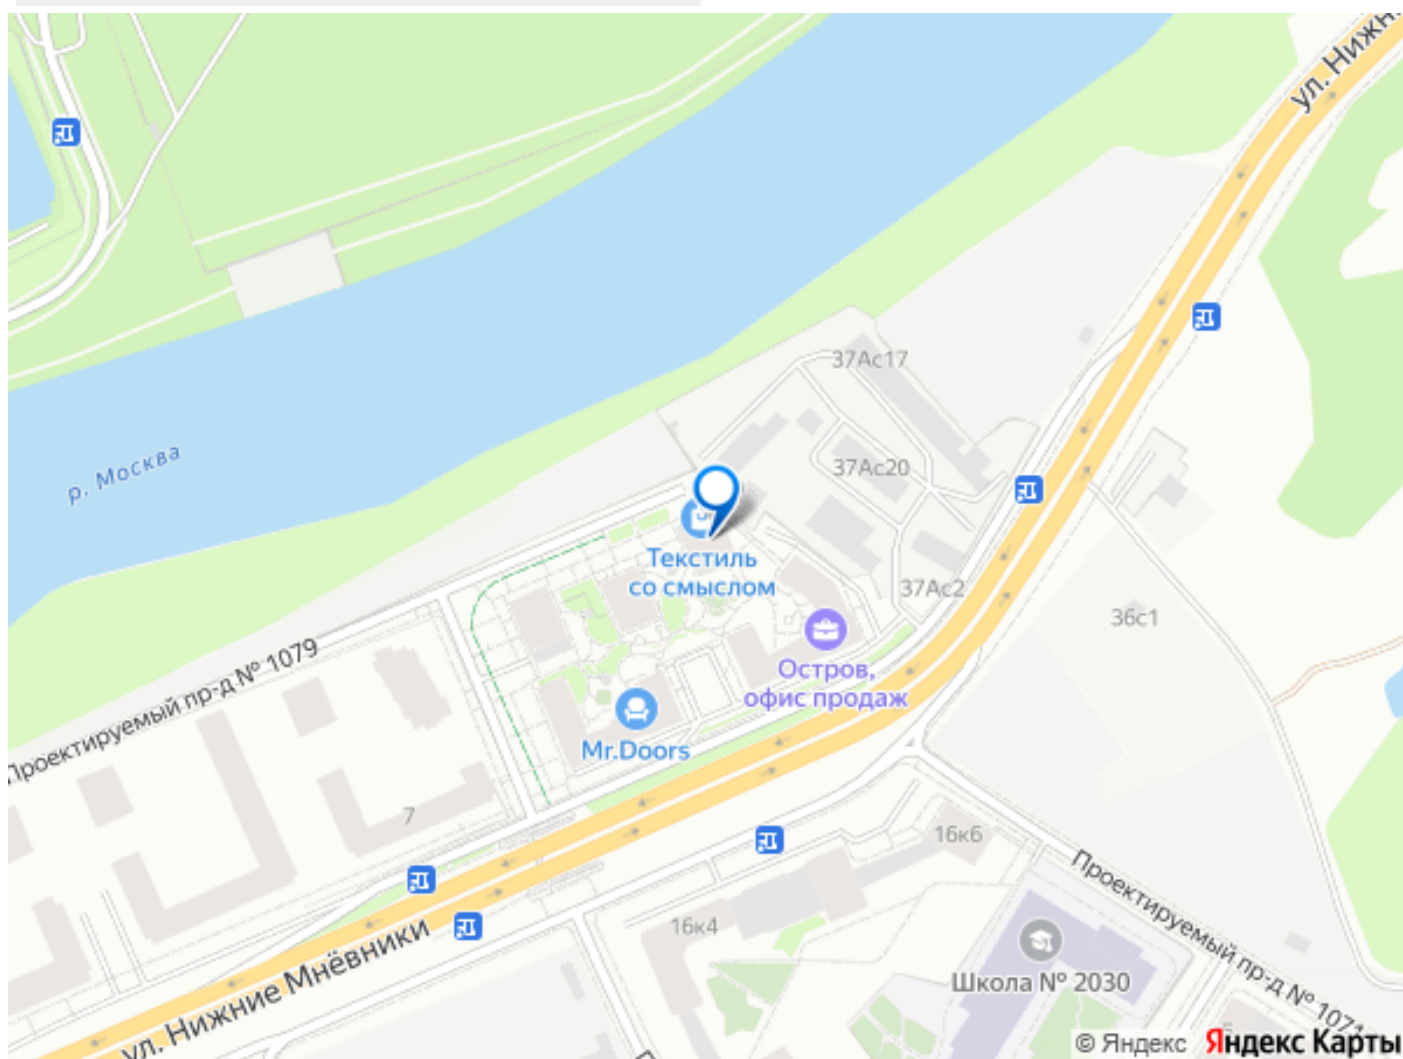 ул. Нижн
37Ас17
р. Москва
37Ас20
Текстиль
со смыслом
37Ас2
36с1
Остров,
офис продаж
Проектируемый пр-д № 1079
Mr.Doors
7
16к6
Проектируемый пр-д № 1071
16к4
ул. Нижние Мнёвники
Школа № 2030
© Яндекс Яндекс Карты